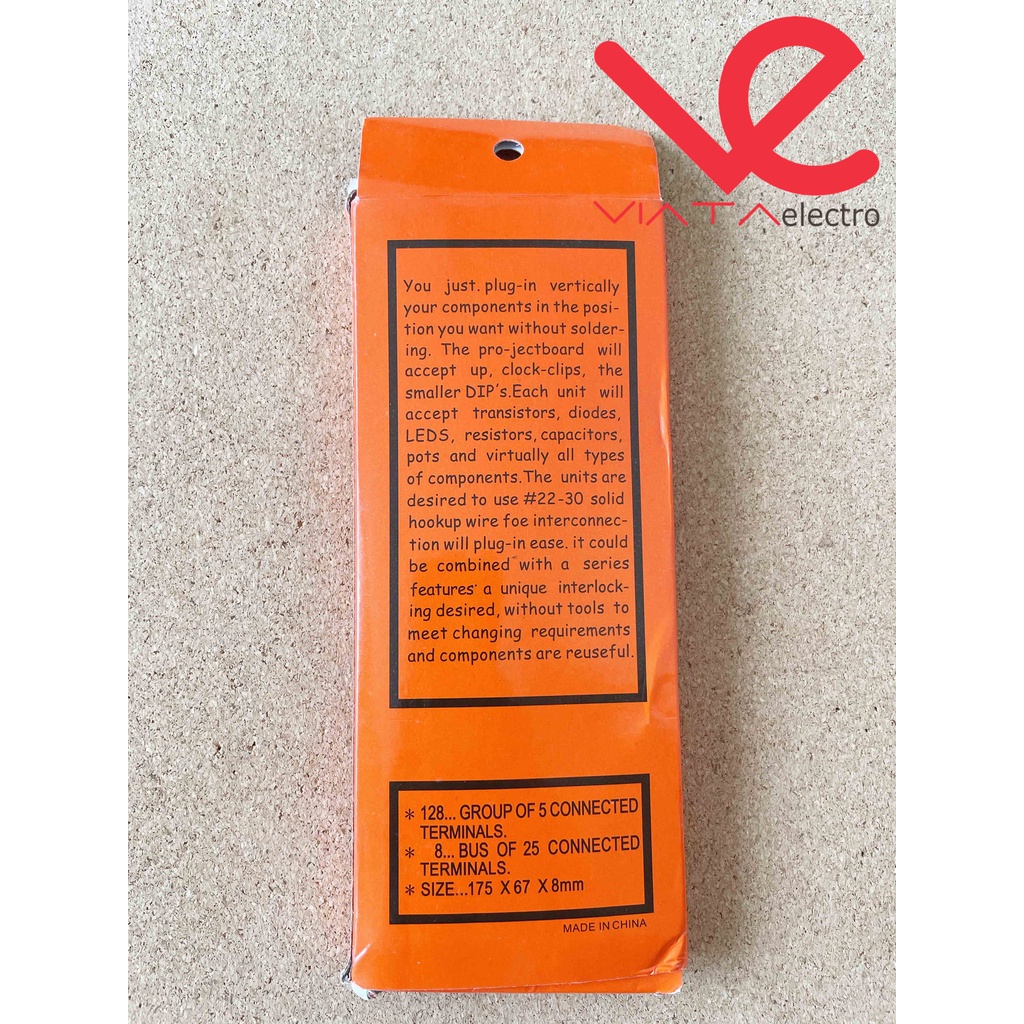 VIATA electro
You just. plug-in vertically
your components in the posi-
tion you want without solder-
ing. The pro-jectboard will
accept up, clock-clips, the
smaller DIP's.Each unit will
accept transistors, diodes,
LEDS, resistors, capacitors,
pots and virtually all types
of components.The units are
desired to use #22-30 solid
hookup wire foe interconnec-
tion will plug-in ease. it could
be combined with a series
features a unique interlock-
ing desired, without tools to
meet changing requirements
and components are reuseful.
* 128... GROUP OF 5 CONNECTED
TERMINALS.
* 8... BUS OF 25 CONNECTED
TERMINALS.
* SIZE...175 X 67 X 8mm
MADE IN CHINA